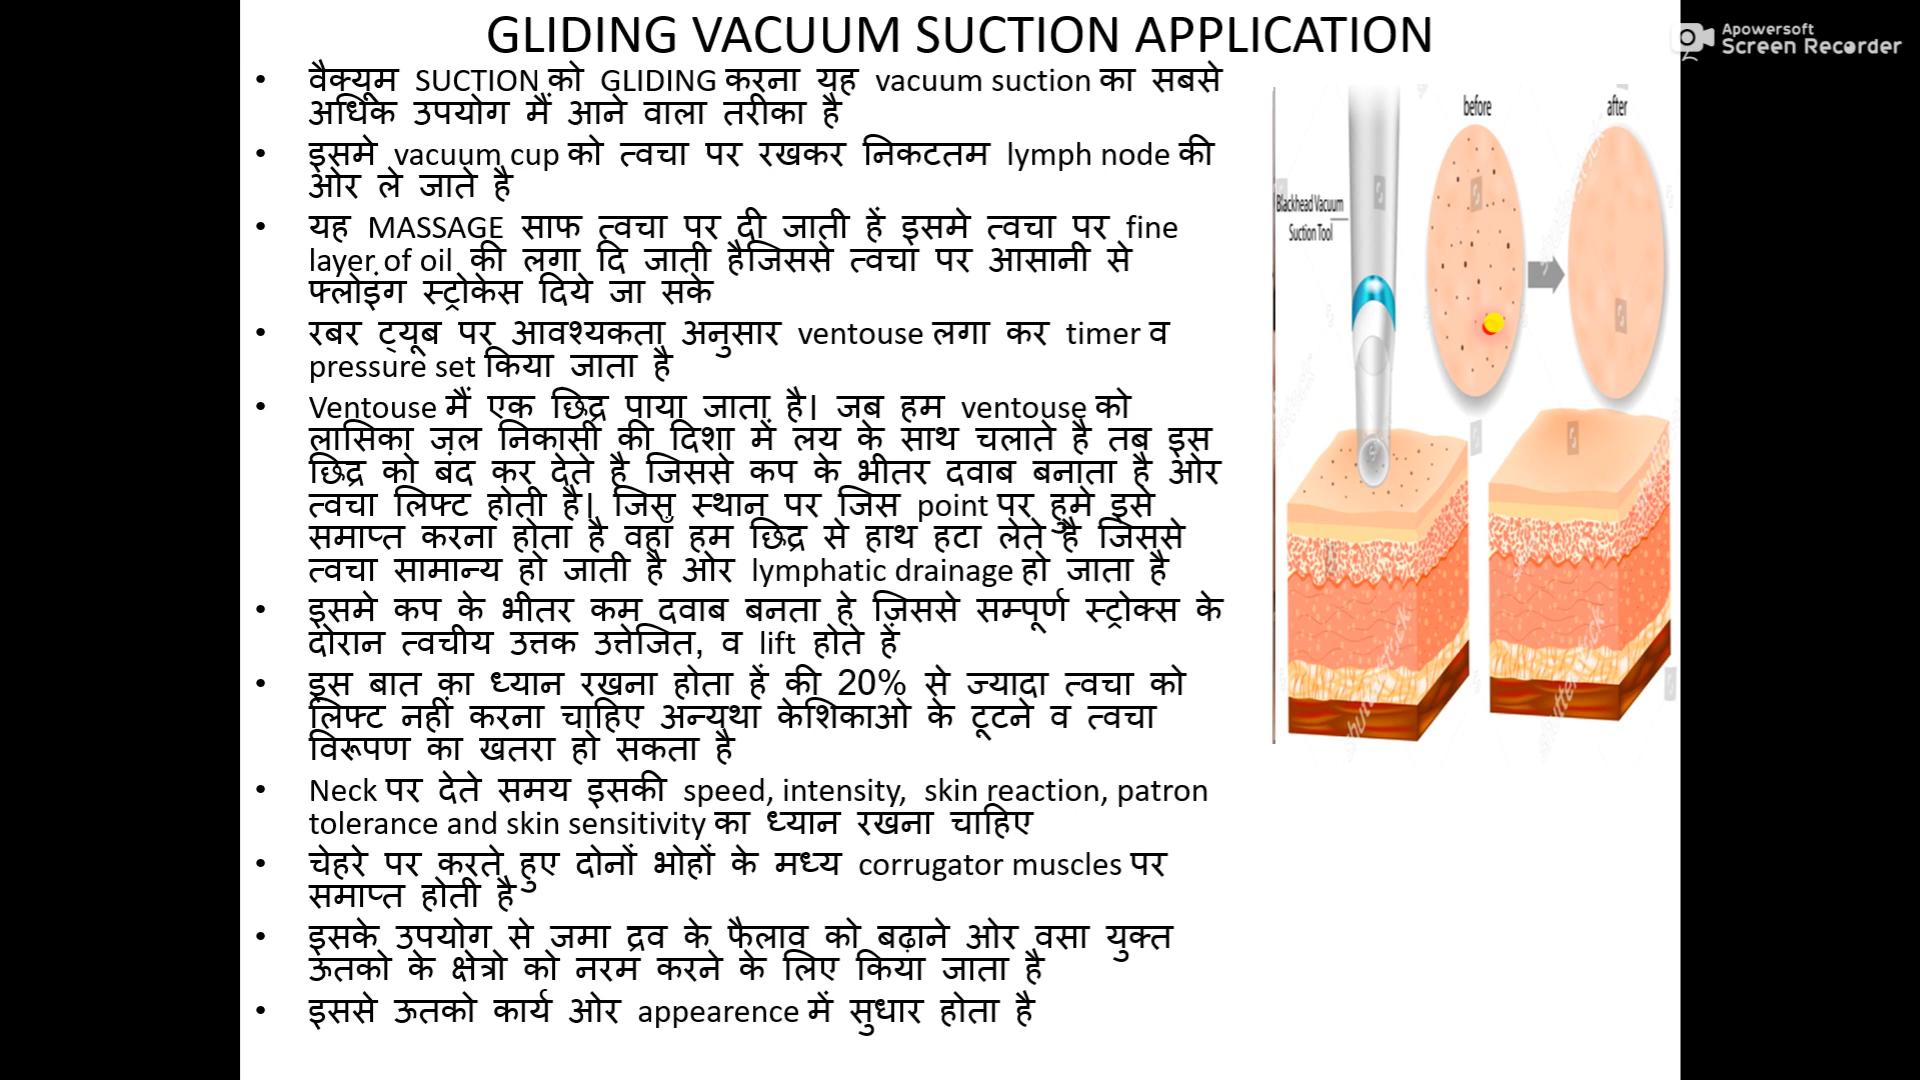 GLIDING VACUUM SUCTION APPLICATION
Apowersoft
Screen Recorder
• वैक्यूम SUCTION को GLIDING करना यह vacuum suction का सबसे
अधिक उपयोग मैं आने वाला तरीका है
• इसमे vacuum cup को त्वचा पर रखकर निकटतम lymph node की
ओर ले जाते है
• यह MASSAGE साफ त्वचा पर दी जाती हें इसमे त्वचा पर fine
layer of oil की लगा दि जाती हैजिससे त्वचा पर आसानी से
फ्लोइंग स्ट्रोकेस दिये जा सके
• रबर ट्यूब पर आवश्यकता अनुसार ventouse लगा कर timer व
pressure set किया जाता है
• Ventouse मैं एक छिद्र पाया जाता है। जब हम ventouse को
लासिका ज़ल निकासी की दिशा में लय के साथ चलाते है तब इस
छिद्र को बंद कर देते है जिससे कप के भीतर दवाब बनाता है ओर
त्वचा लिफ्ट होती है। जिस स्थान पर जिस point पर हुमे इसे
समाप्त करना होता है वहाँ हम छिद्र से हाथ हटा लेते है जिससे
त्वचा सामान्य हो जाती है ओर lymphatic drainage हो जाता है
• इसमे कप के भीतर कम दवाब बनता हे जिससे सम्पूर्ण स्ट्रोक्स के
दोरान त्वचीय उत्तक उत्तेजित, व lift होते हें
• इस बात का ध्यान रखना होता हें की 20% से ज्यादा त्वचा को
लिफ्ट नहीं करना चाहिए अन्यथा केशिकाओ के टूटने व त्वचा
विरूपण का खतरा हो सकता है
• Neck पर देते समय इसकी speed, intensity, skin reaction, patron
tolerance and skin sensitivity का ध्यान रखना चाहिए
• चेहरे पर करते हुए दोनों भोहों के मध्य corrugator muscles पर
समाप्त होती है
• इसके उपयोग से जमा द्रव के फैलाव को बढ़ाने ओर वसा युक्त
ऊतको के क्षेत्रो को नरम करने के लिए किया जाता है
• इससे ऊतको कार्य ओर appearence में सुधार होता है
before
after
Blackhead Vacuum
Suction Tool
shutterstock